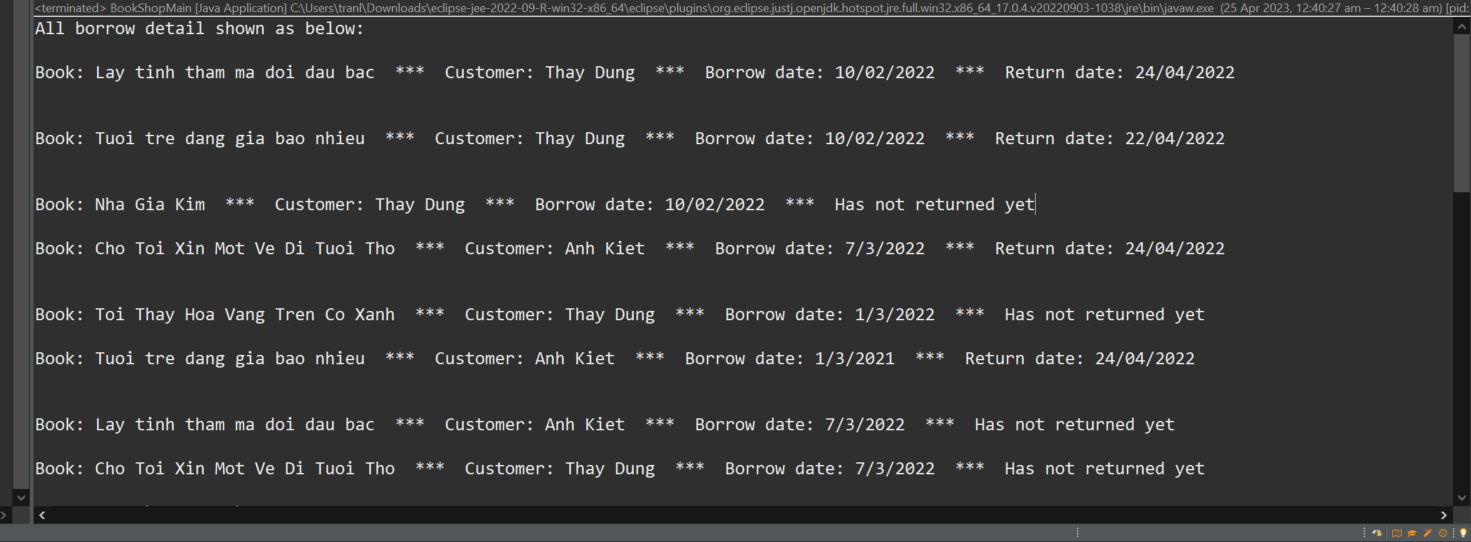 <terminated> BookShopMain [Java Application] C:\Users\tranl\Downloads\eclipse-jee-2022-09-R-win32-x86_64\eclipse\plugins\org.eclipse.justj.openjdk.hotspot.jre.full.win32.x86_64_17.0.4.v20220903-1038\jre\bin\javaw.exe (25 Apr 2023, 12:40:27 am – 12:40:28 am) [pid:
All borrow detail shown as below:
Book: Lay tinh tham ma doi dau bac *** Customer: Thay Dung *** Borrow date: 10/02/2022 *** Return date: 24/04/2022
Book: Tuoi tre dang gia bao nhieu *** Customer: Thay Dung *** Borrow date: 10/02/2022 *** Return date: 22/04/2022
Book: Nha Gia Kim *** Customer: Thay Dung *** Borrow date: 10/02/2022 *** Has not returned yet
Book: Cho Toi Xin Mot Ve Di Tuoi Tho *** Customer: Anh Kiet *** Borrow date: 7/3/2022 *** Return date: 24/04/2022
Book: Toi Thay Hoa Vang Tren Co Xanh *** Customer: Thay Dung *** Borrow date: 1/3/2022 *** Has not returned yet
Book: Tuoi tre dang gia bao nhieu *** Customer: Anh Kiet *** Borrow date: 1/3/2021 *** Return date: 24/04/2022
Book: Lay tinh tham ma doi dau bac *** Customer: Anh Kiet *** Borrow date: 7/3/2022 *** Has not returned yet
Book: Cho Toi Xin Mot Ve Di Tuoi Tho *** Customer: Thay Dung *** Borrow date: 7/3/2022 *** Has not returned yet